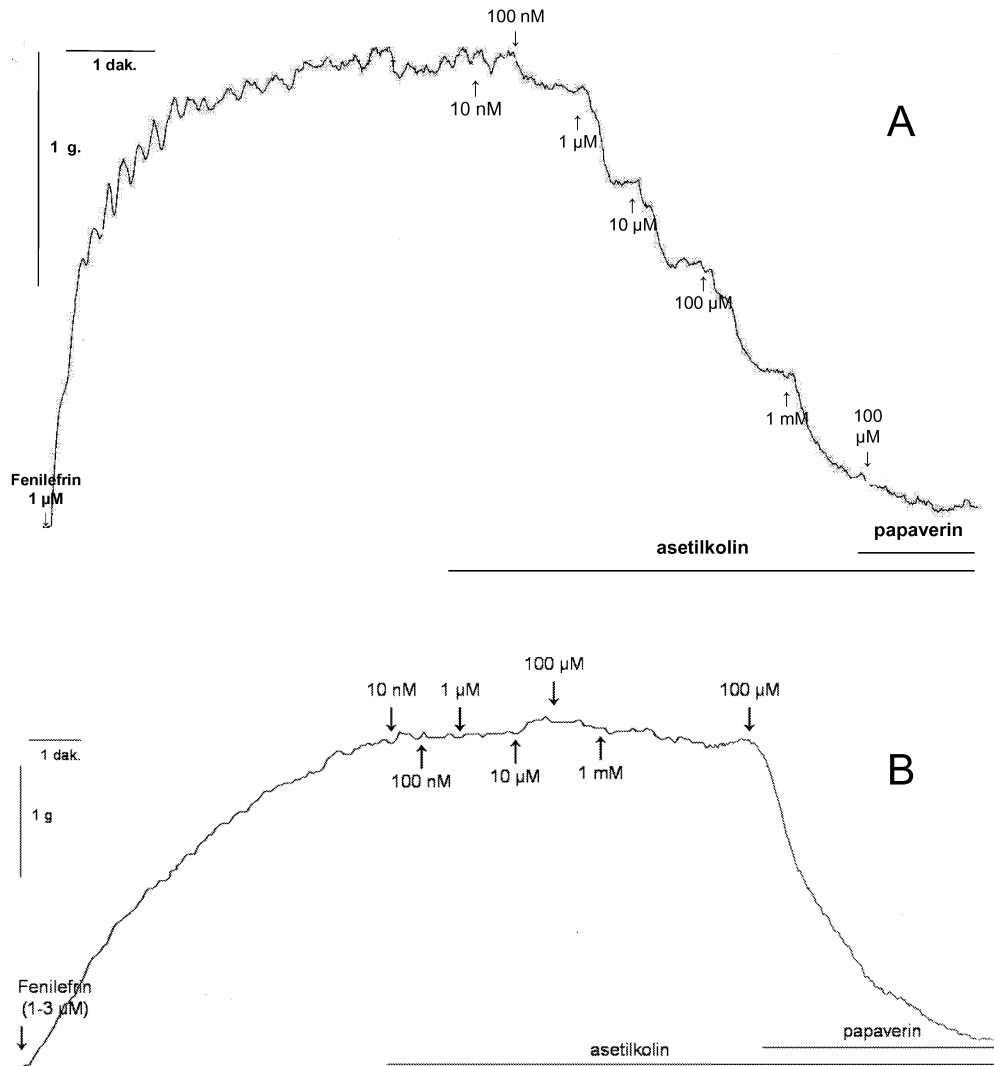 100 nM
1 dak.
10 nM
1 g.
1 µM
A
10 µM
100 µM
1 mM
100
µM
Fenilefrin
1 µM
papaverin
asetilkolin
100 µM
10 nM
1 µM
100 µM
1 dak.
100 nM
10 µM
1 mM
B
1 g
Fenilefrin
(1-3 µM)
papaverin
asetilkolin